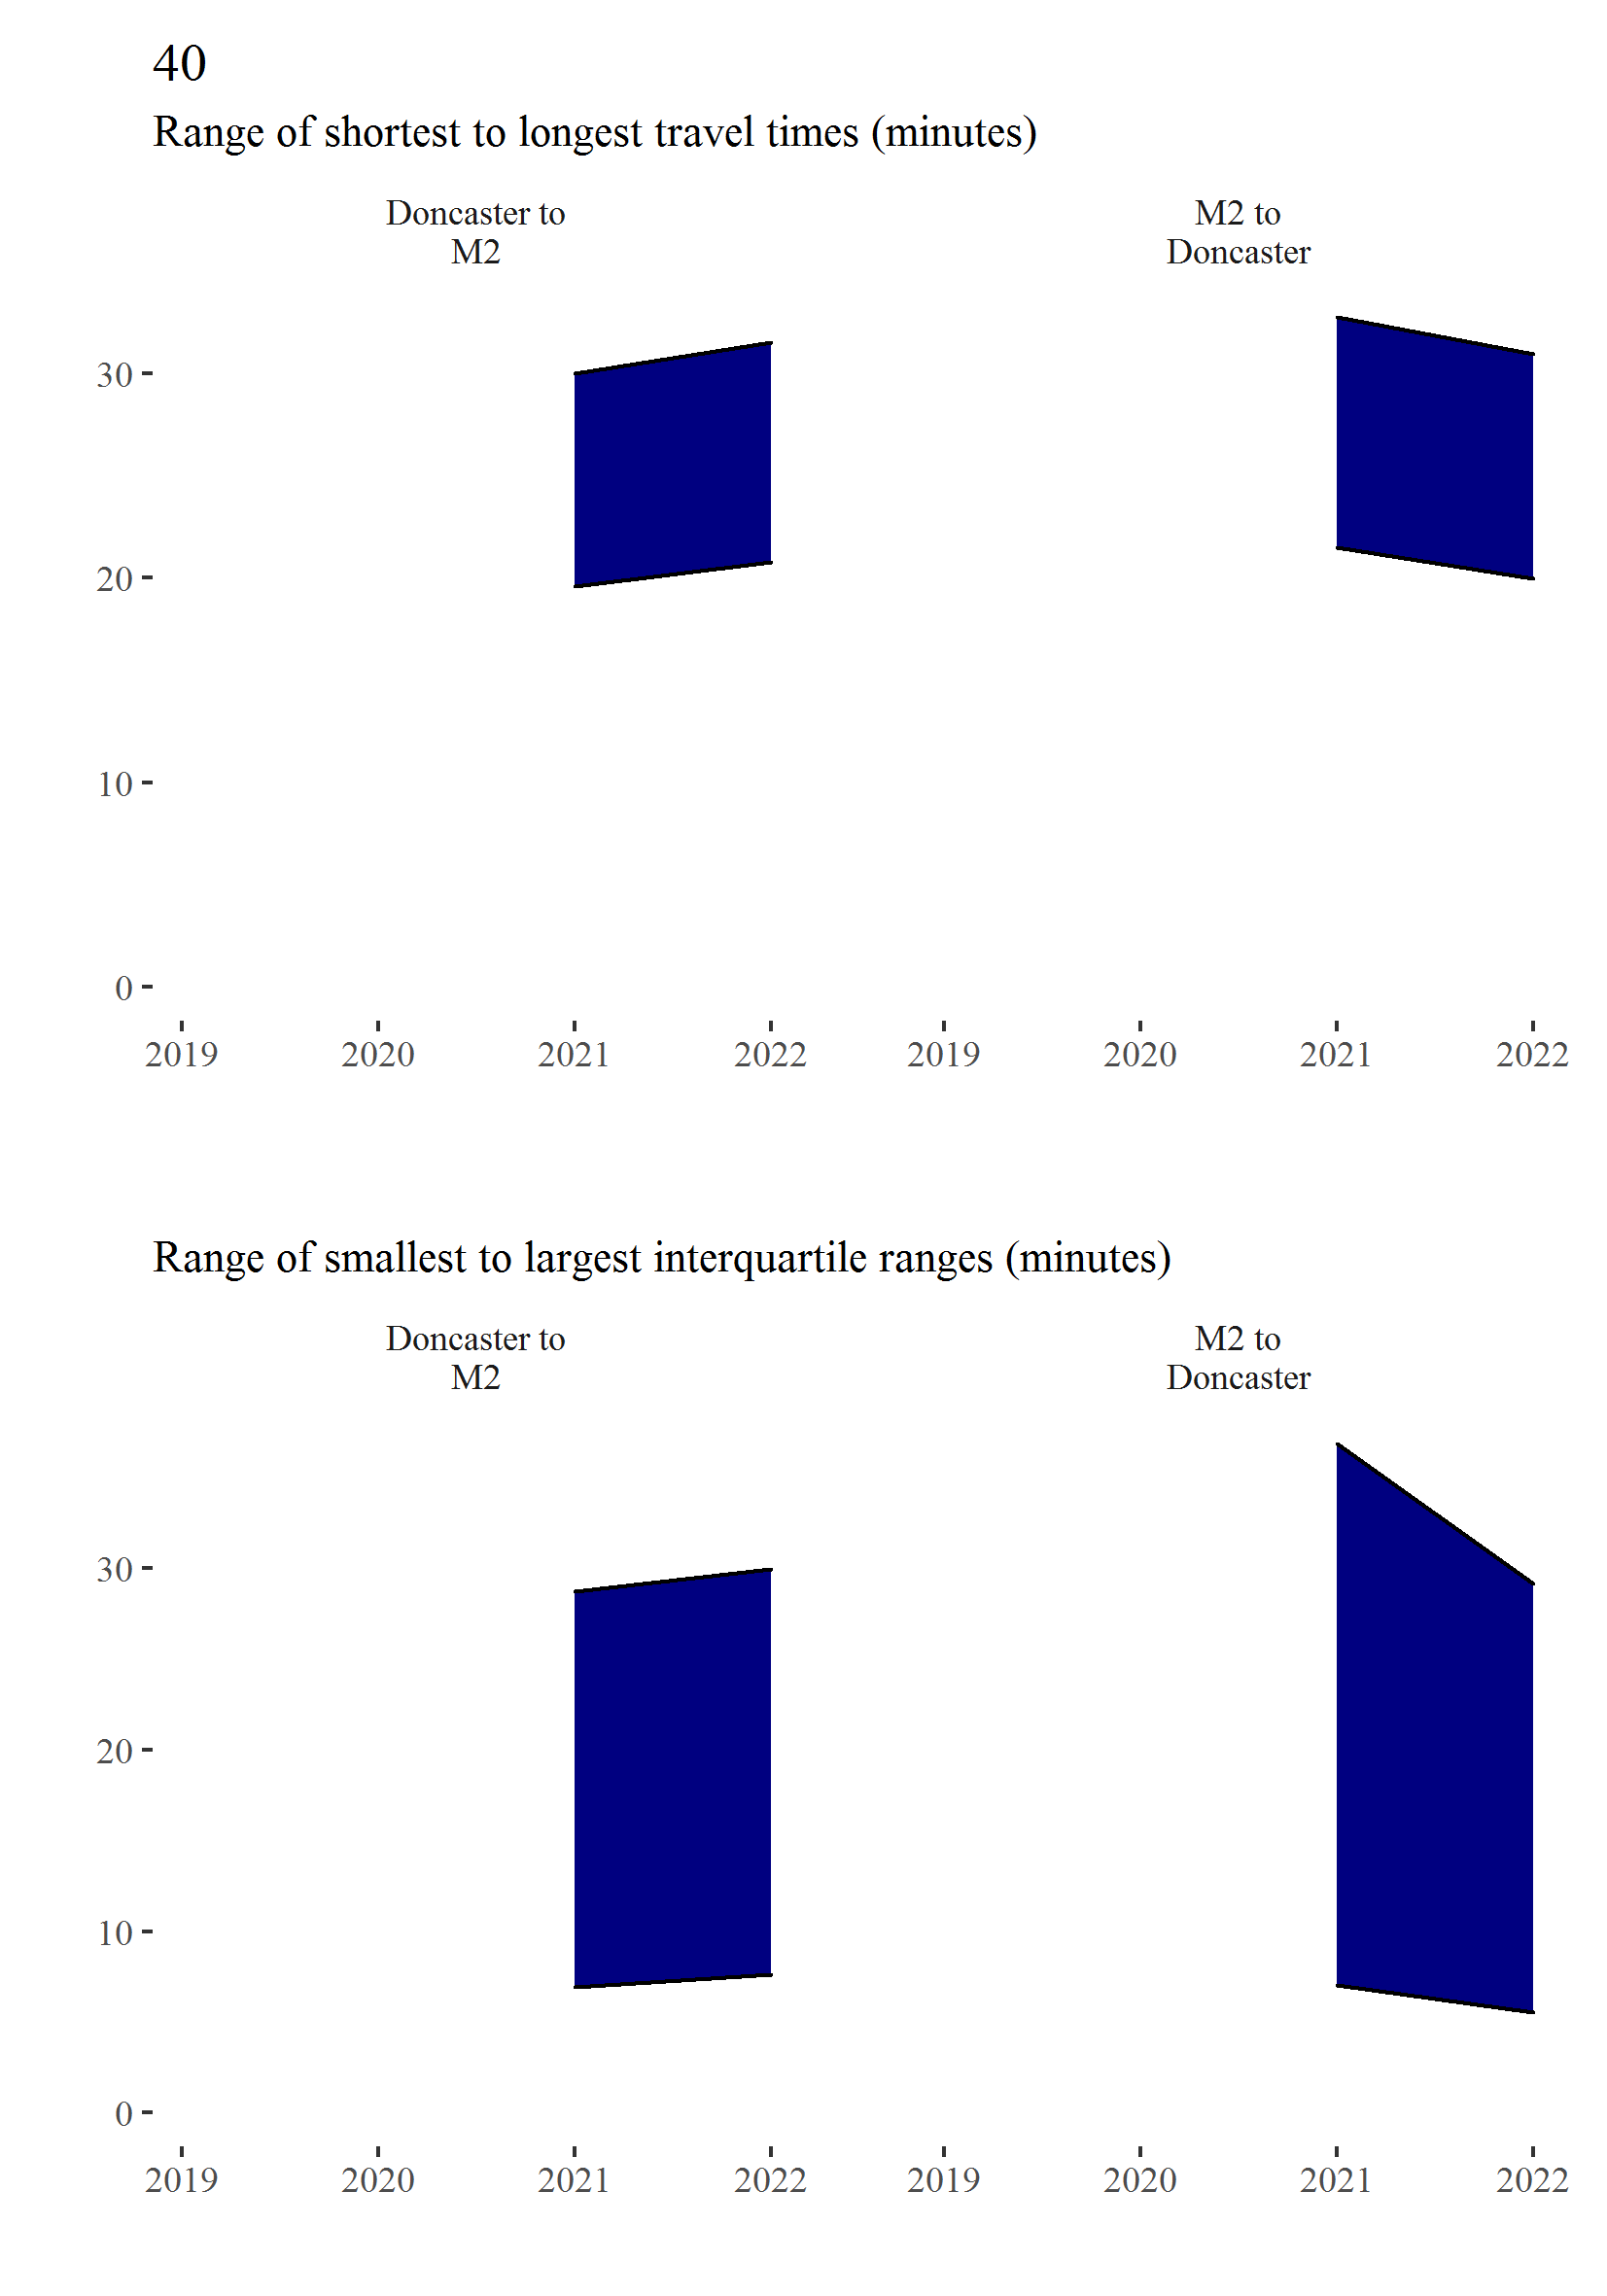 40
Range of shortest to longest travel times (minutes)
Doncaster to
M2
M2 to
Doncaster
30
20
10
0
2019 2020 2021 2022 2019 2020 2021 2022
Range of smallest to largest interquartile ranges (minutes)
Doncaster to
M2
M2 to
Doncaster
30
20
10
0
2019 2020 2021 2022 2019 2020 2021 2022